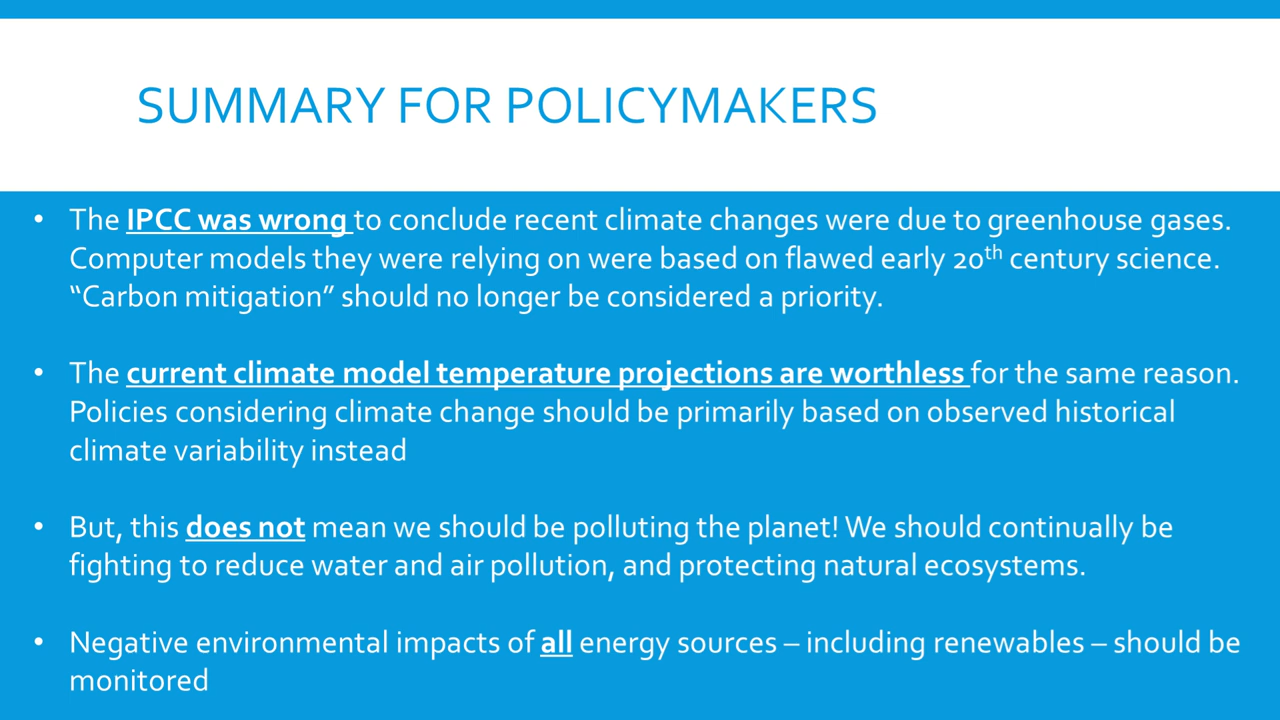 SUMMARY FOR POLICYMAKERS
• The IPCC was wrong to conclude recent climate changes were due to greenhouse gases.
Computer models they were relying on were based on flawed early 20th century science.
“Carbon mitigation” should no longer be considered a priority.
• The current climate model temperature projections are worthless for the same reason.
Policies considering climate change should be primarily based on observed historical
climate variability instead
• But, this does not mean we should be polluting the planet! We should continually be
fighting to reduce water and air pollution, and protecting natural ecosystems.
• Negative environmental impacts of all energy sources – including renewables – should be
monitored